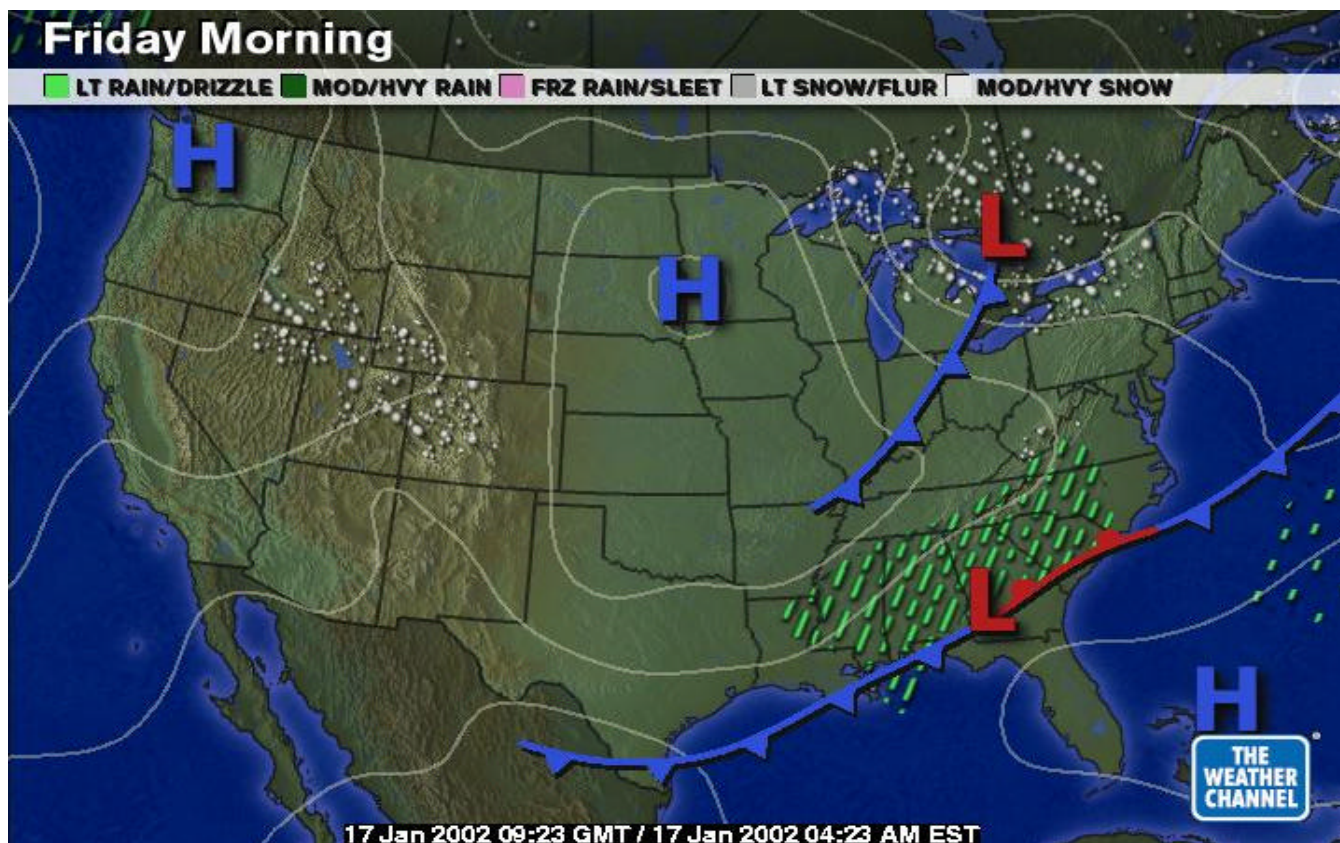 Friday Morning
LT RAIN/DRIZZLE MOD/HVY RAIN FRZ RAIN/SLEET LT SNOW/FLUR MOD/HVY SNOW
H
L
H
L
H
THE
WEATHER
CHANNEL
17 Jan 2002 09:23 GMT / 17 Jan 2002 04:23 AM EST